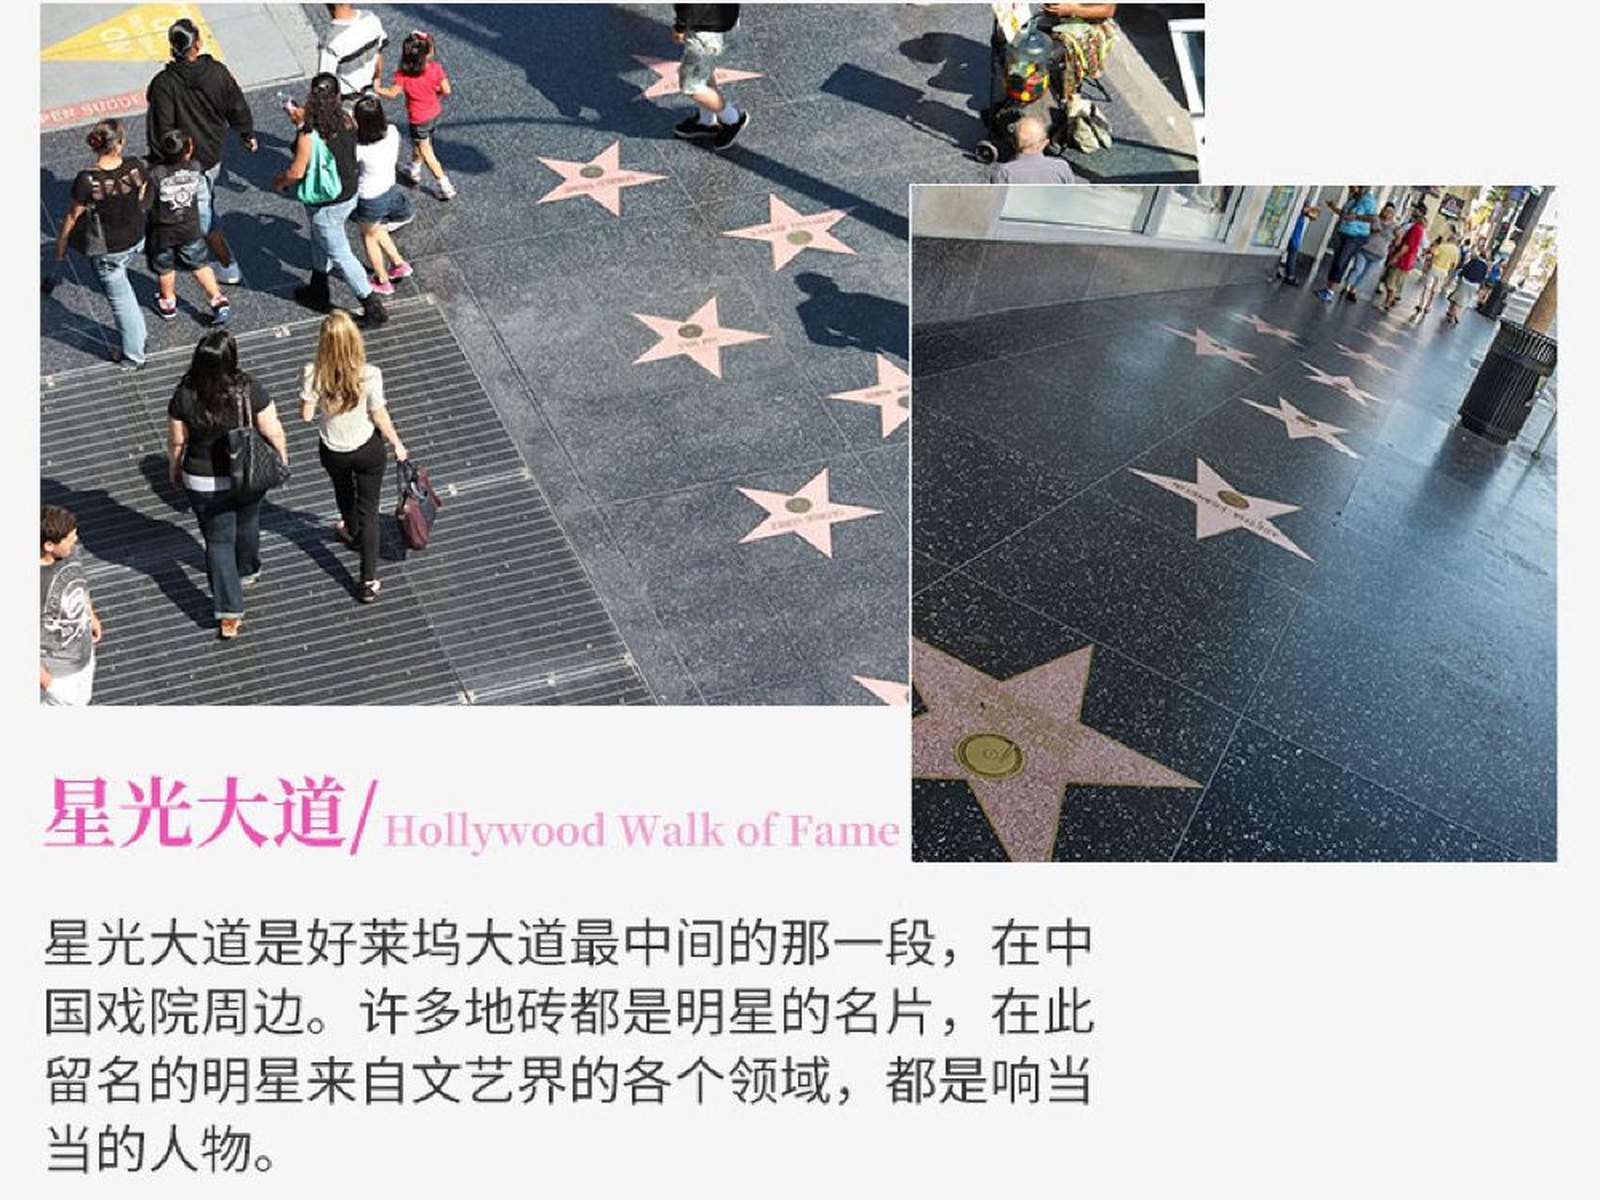 星光大道/Hollywood Walk of Fame
星光大道是好莱坞大道最中间的那一段，在中
国戏院周边。许多地砖都是明星的名片，在此
留名的明星来自文艺界的各个领域，都是响当
当的人物。